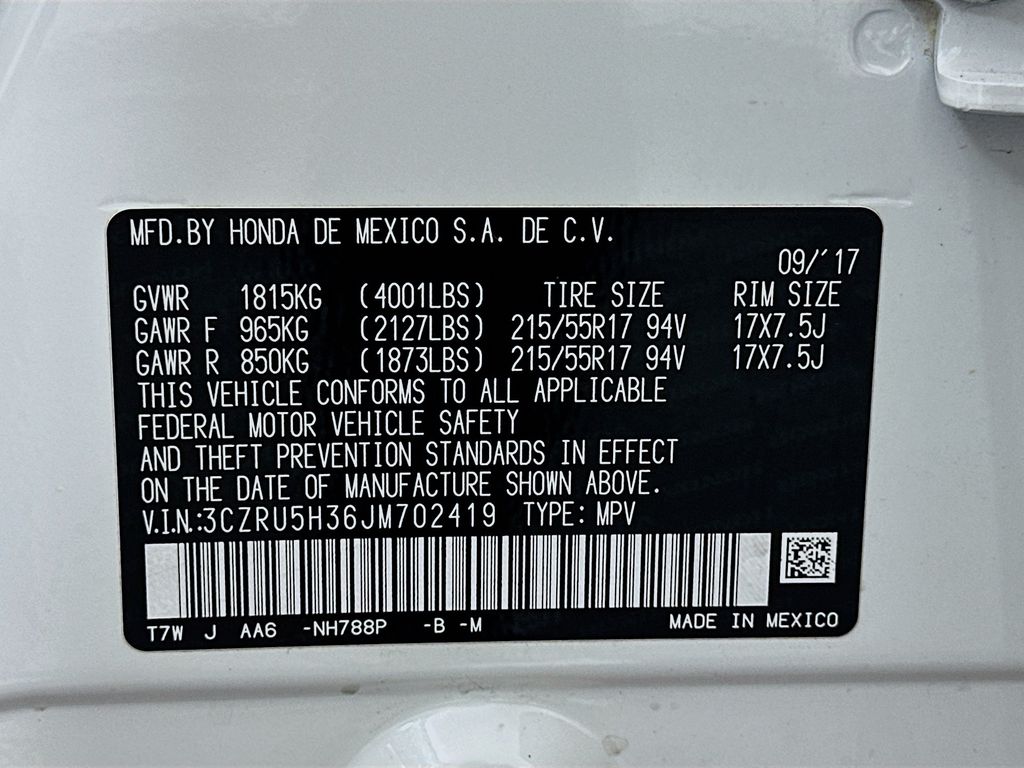 MFD.BY HONDA DE MEXICO S.A. DE C.V.
09/´17
GVWR 1815KG (4001LBS) TIRE SIZE RIM SIZE
GAWR F 965KG (2127LBS) 215/55R17 94V 17X7.5J
GAWR R 850KG (1873LBS) 215/55R17 94V 17X7.5J
THIS VEHICLE CONFORMS TO ALL APPLICABLE
FEDERAL MOTOR VEHICLE SAFETY
AND THEFT PREVENTION STANDARDS IN EFFECT
ON THE DATE OF MANUFACTURE SHOWN ABOVE.
V.I.N.:3CZRU5H36JM702419 TYPE: MPV
T7W J AA6 -NH788P -B -M MADE IN MEXICO